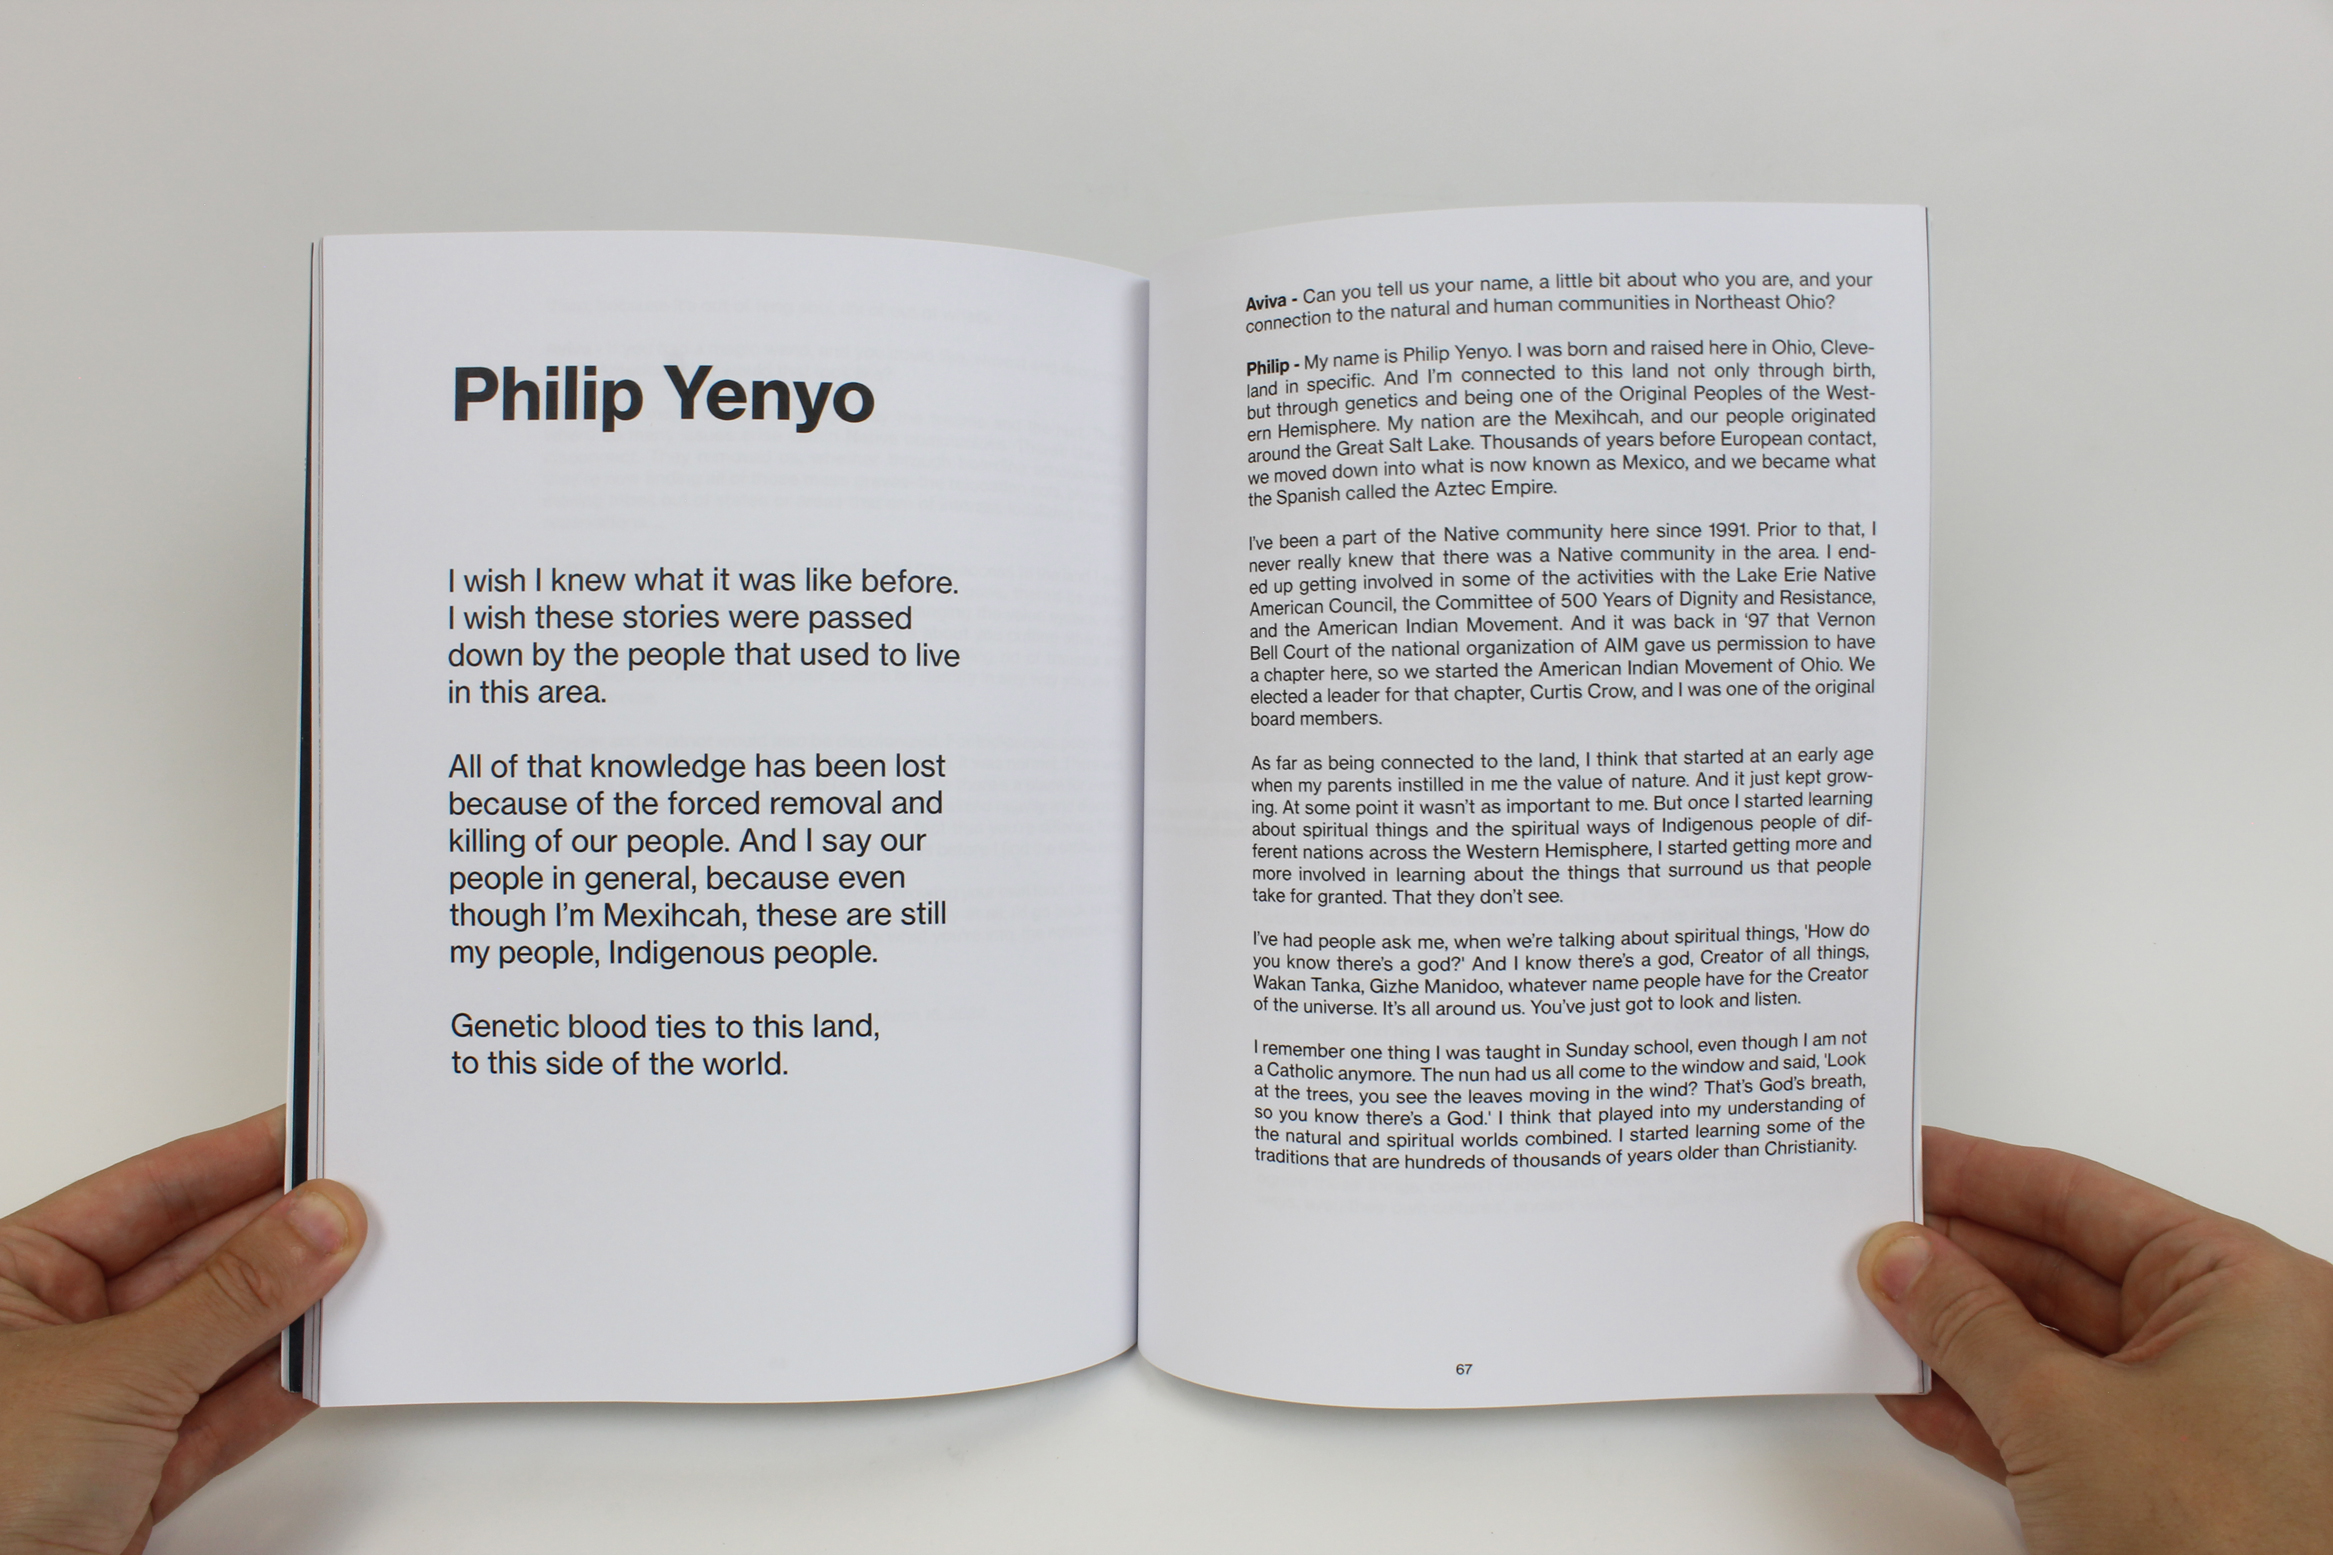 Philip Yenyo
I wish I knew what it was like before.
I wish these stories were passed
down by the people that used to live
in this area.
All of that knowledge has been lost
because of the forced removal and
killing of our people. And I say our
people in general, because even
though I'm Mexihcah, these are still
my people, Indigenous people.
Genetic blood ties to this land,
to this side of the world.
Aviva - Can you tell us your name, a little bit about who you are, and your
connection to the natural and human communities in Northeast Ohio?
Philip - My name is Philip Yenyo. I was born and raised here in Ohio, Cleve-
land in specific. And I'm connected to this land not only through birth,
but through genetics and being one of the Original Peoples of the West-
ern Hemisphere. My nation are the Mexihcah, and our people originated
around the Great Salt Lake. Thousands of years before European contact,
we moved down into what is now known as Mexico, and we became what
the Spanish called the Aztec Empire.
I've been a part of the Native community here since 1991. Prior to that, I
never really knew that there was a Native community in the area. I end-
ed up getting involved in some of the activities with the Lake Erie Native
American Council, the Committee of 500 Years of Dignity and Resistance,
and the American Indian Movement. And it was back in '97 that Vernon
Bell Court of the national organization of AIM gave us permission to have
a chapter here, so we started the American Indian Movement of Ohio. We
elected a leader for that chapter, Curtis Crow, and I was one of the original
board members.
As far as being connected to the land, I think that started at an early age
when my parents instilled in me the value of nature. And it just kept grow-
ing. At some point it wasn't as important to me. But once I started learning
about spiritual things and the spiritual ways of Indigenous people of dif-
ferent nations across the Western Hemisphere, I started getting more and
more involved in learning about the things that surround us that people
take for granted. That they don't see.
I've had people ask me, when we're talking about spiritual things, 'How do
you know there's a god?' And I know there's a god, Creator of all things,
Wakan Tanka, Gizhe Manidoo, whatever name people have for the Creator
of the universe. It's all around us. You've just got to look and listen.
I remember one thing I was taught in Sunday school, even though I am not
a Catholic anymore. The nun had us all come to the window and said, 'Look
at the trees, you see the leaves moving in the wind? That's God's breath,
so you know there's a God.' I think that played into my understanding of
the natural and spiritual worlds combined. I started learning some of the
traditions that are hundreds of thousands of years older than Christianity.
67